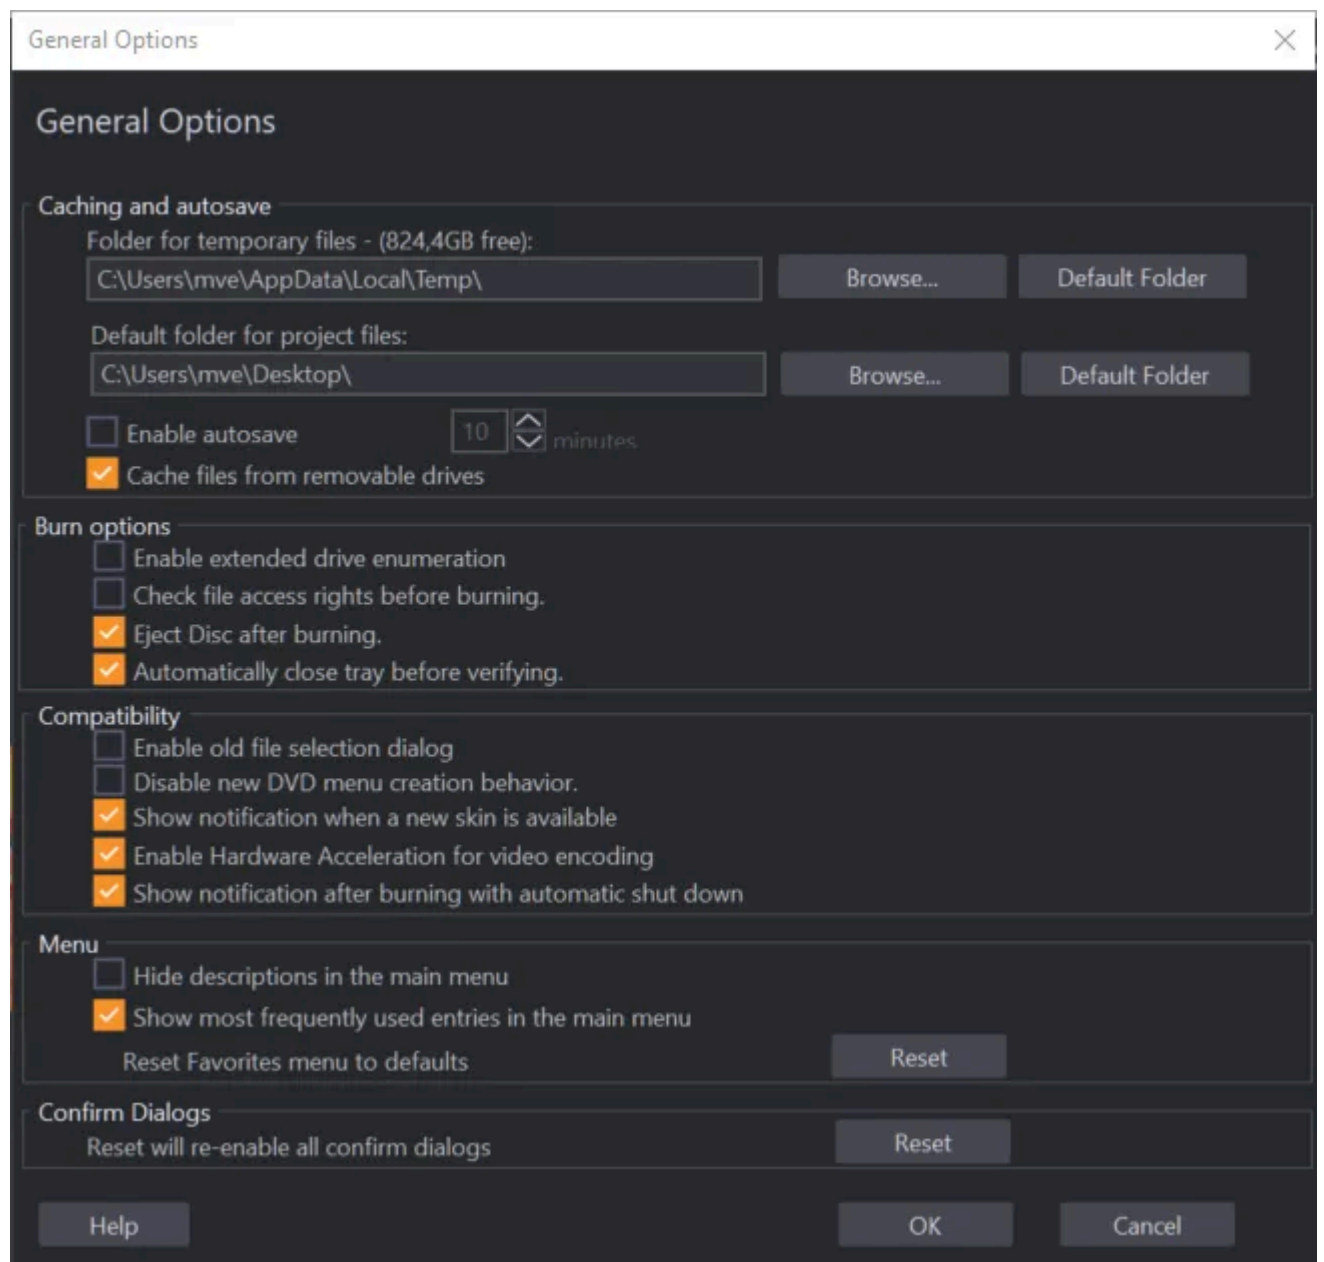 General Options
General Options
Caching and autosave
Folder for temporary files - (824,4GB free):
C:\Users\mve\AppData\Local\Temp\ Browse... Default Folder
Default folder for project files:
C:\Users\mve\Desktop\ Browse... Default Folder
Enable autosave 10 minutes
Cache files from removable drives
Burn options
Enable extended drive enumeration
Check file access rights before burning.
Eject Disc after burning.
Automatically close tray before verifying.
Compatibility
Enable old file selection dialog
Disable new DVD menu creation behavior.
Show notification when a new skin is available
Enable Hardware Acceleration for video encoding
Show notification after burning with automatic shut down
Menu
Hide descriptions in the main menu
Show most frequently used entries in the main menu
Reset Favorites menu to defaults Reset
Confirm Dialogs
Reset will re-enable all confirm dialogs Reset
Help OK Cancel